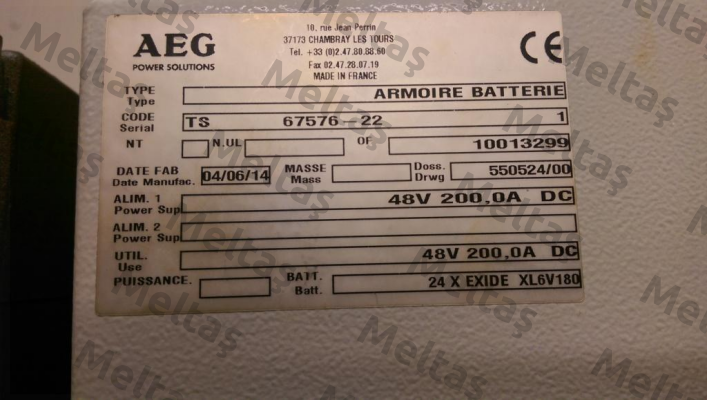 AEG
POWER SOLUTIONS
18, rue Jean Perrin
37173 CHAMBRAY LES TOURS
Tel. +33 (0)2.47.80.88.60
Fax 02.47.28.07.19
MADE IN FRANCE
CE
TYPE
Type
ARMOIRE BATTERIE
CODE
Serial
TS 67576-22 1
NT N.UL OF 10013299
DATE FAB
Date Manufac.
04/06/14
MASSE
Mass
Doss.
Drwg
550524/00
ALIM. 1
Power Sup
48V 200.0A DC
ALIM. 2
Power Sup
UTIL.
Use
48V 200,0A DC
PUISSANCE.
BATT.
Batt.
24 X EXIDE XL6V180
Meltaş